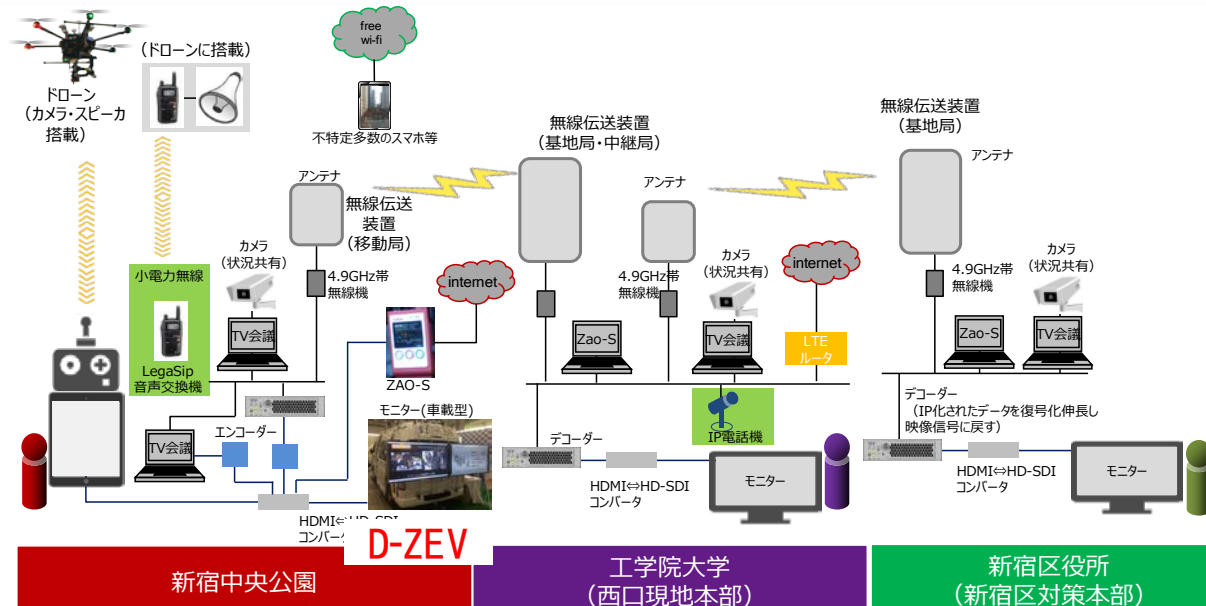 ドローン
(カメラ・スピーカ
搭載)
(ドローンに搭載)
free
wi-fi
不特定多数のスマホ等
小電力無線
LegaSip
音声交換機
カメラ
(状況共有)
TV会議
アンテナ
無線伝送
装置
(移動局)
4.9GHz帯
無線機
internet
ZAO-S
モニター(車載型)
TV会議
エンコーダー
HDMI⇔HD-SDI
コンバータ
D-ZEV
新宿中央公園
無線伝送装置
(基地局・中継局)
アンテナ
4.9GHz帯
無線機
カメラ
(状況共有)
internet
Zao-S
TV会議
LTE
ルータ
IP電話機
デコーダー
HDMI⇔HD-SDI
コンバータ
モニター
工学院大学
(西口現地本部)
無線伝送装置
(基地局)
アンテナ
4.9GHz帯
無線機
カメラ
(状況共有)
Zao-S
TV会議
デコーダー
(IP化されたデータを復号化伸長し
映像信号に戻す)
HDMI⇔HD-SDI
コンバータ
モニター
新宿区役所
(新宿区対策本部)